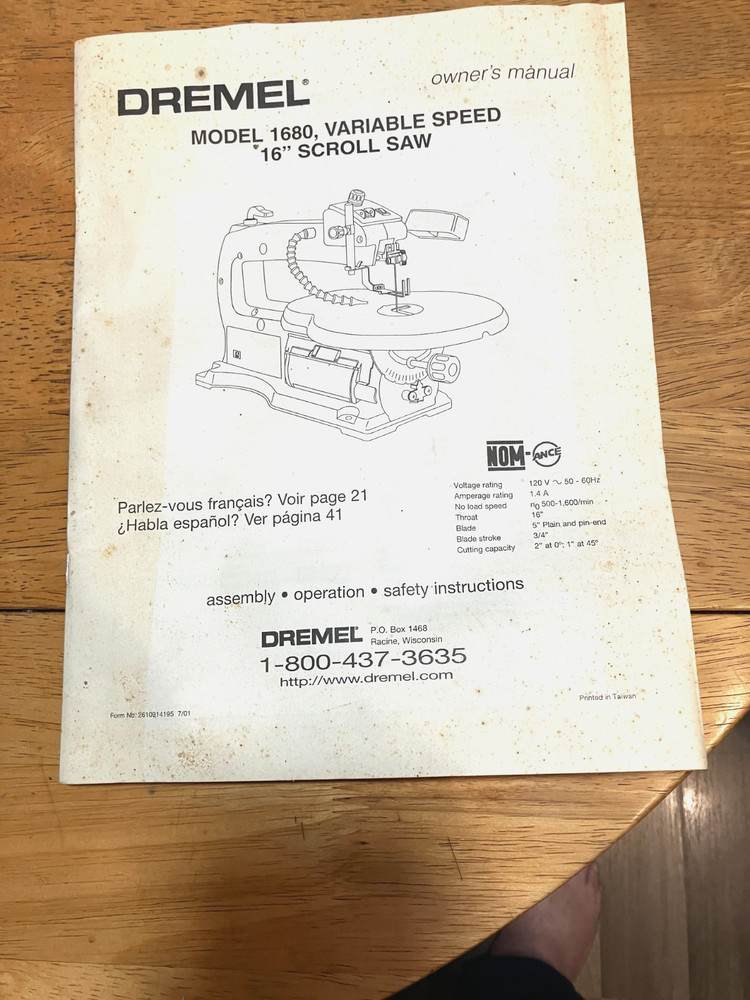 owner's manual
DREMEL®
MODEL 1680, VARIABLE SPEED
16” SCROLL SAW
NOM-ANCE
Voltage rating 120 V ∿ 50 - 60Hz
Amperage rating 1.4 A
No load speed n0 500-1,600/min
Throat 16"
Blade 5" Plain and pin-end
Blade stroke 3/4"
Cutting capacity 2" at 0°; 1" at 45°
Parlez-vous français? Voir page 21
¿Habla español? Ver página 41
assembly • operation • safety instructions
DREMEL® P.O. Box 1468
Racine, Wisconsin
1-800-437-3635
http://www.dremel.com
Form No. 2610914195 7/01
Printed in Taiwan